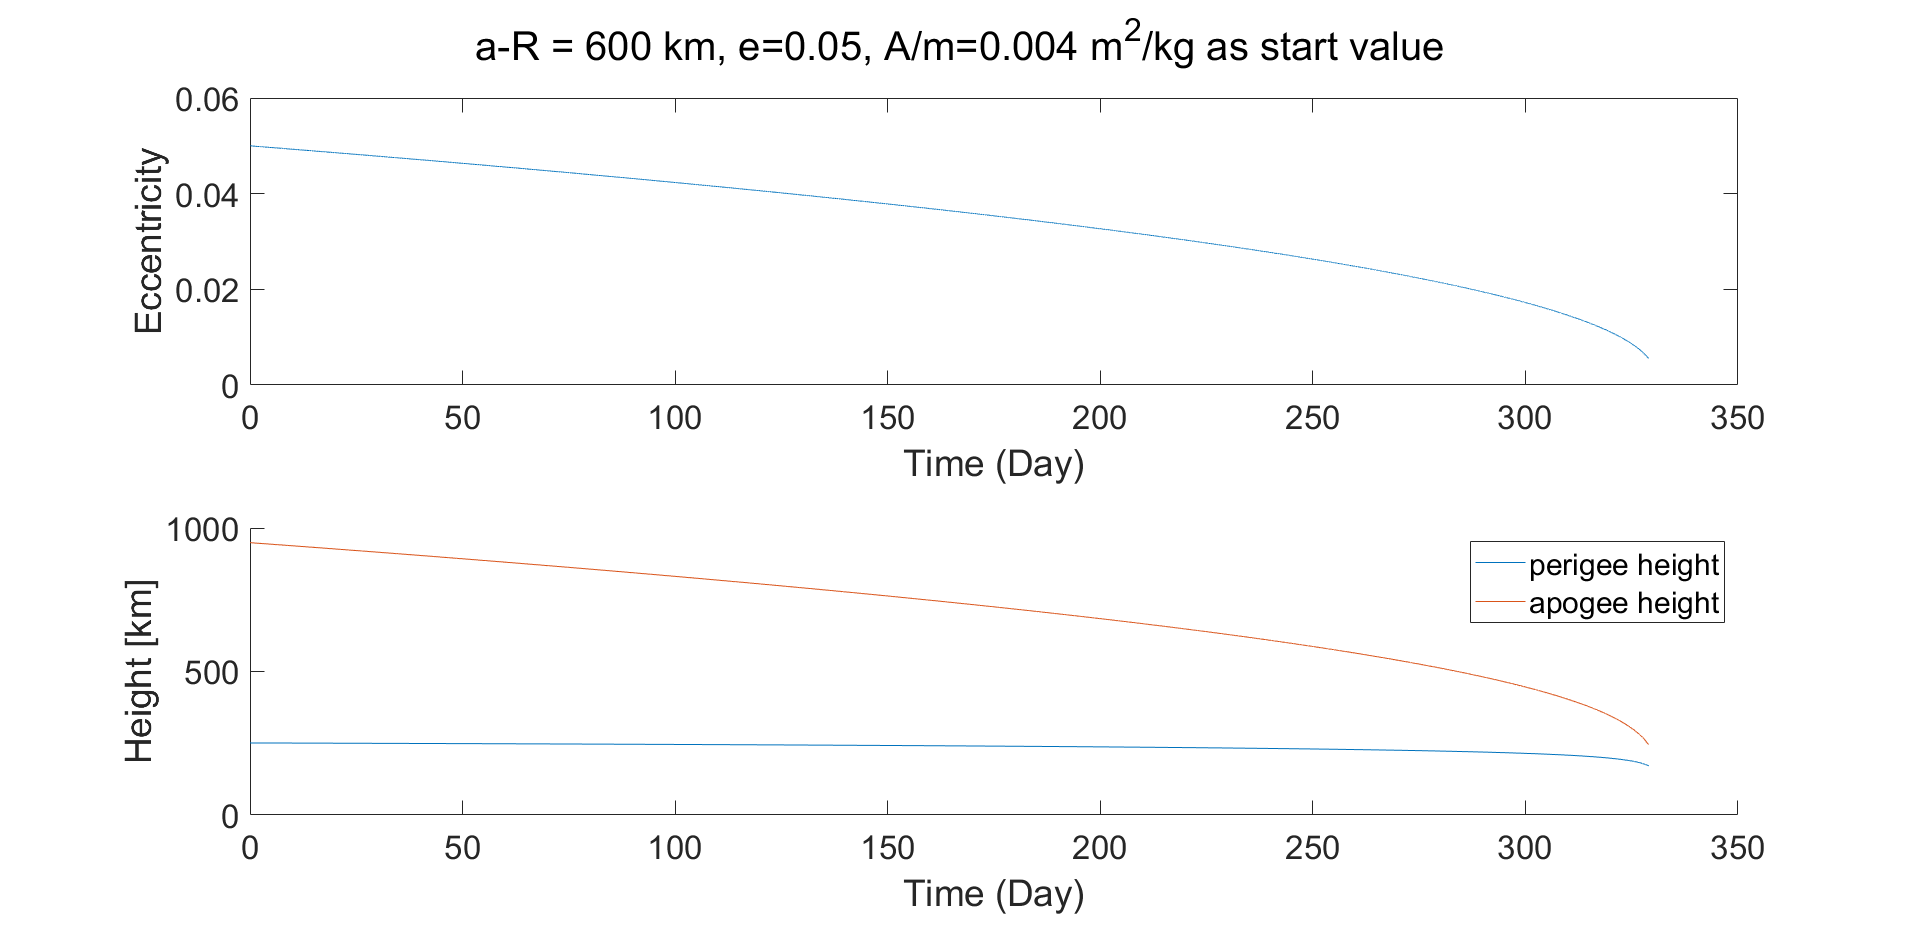 a-R = 600 km, e=0.05, A/m=0.004 m²/kg as start value
0.06
0.04
0.02
0
Eccentricity
0 50 100 150 200 250 300 350
Time (Day)
1000
500
0
Height [km]
perigee height
apogee height
0 50 100 150 200 250 300 350
Time (Day)